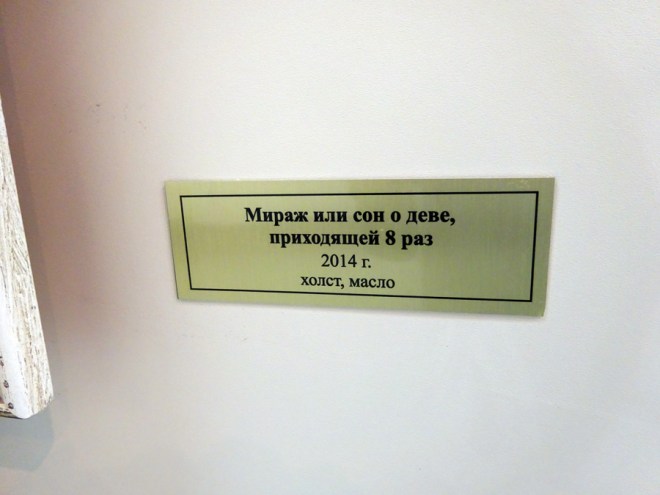 Мираж или сон о деве,
приходящей 8 раз
2014 г.
холст, масло